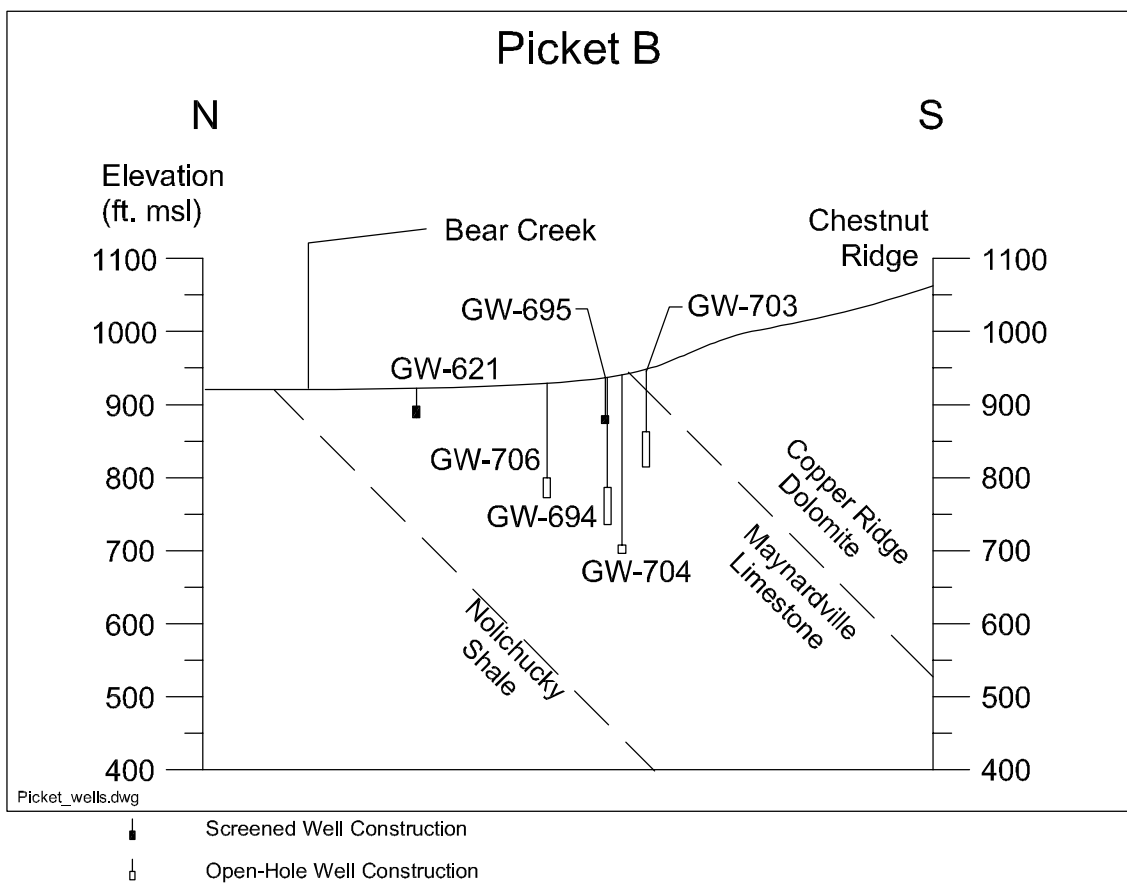 Picket B
N
S
Elevation
(ft. msl)
Bear Creek
Chestnut
Ridge
1100
1100
GW-695
GW-703
1000
1000
GW-621
900
900
GW-706
800
800
GW-694
Copper Ridge
Dolomite
700
700
GW-704
Maynardville
Limestone
600
600
Nolichucky
Shale
500
500
400
400
Picket_wells.dwg
Screened Well Construction
Open-Hole Well Construction